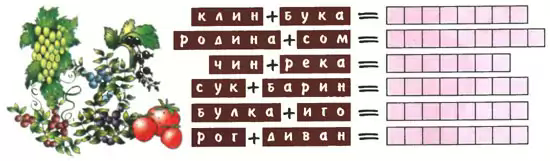 клин + бука =
родина + сом =
чин + река =
сук + барин =
булка + иго =
рог + диван =